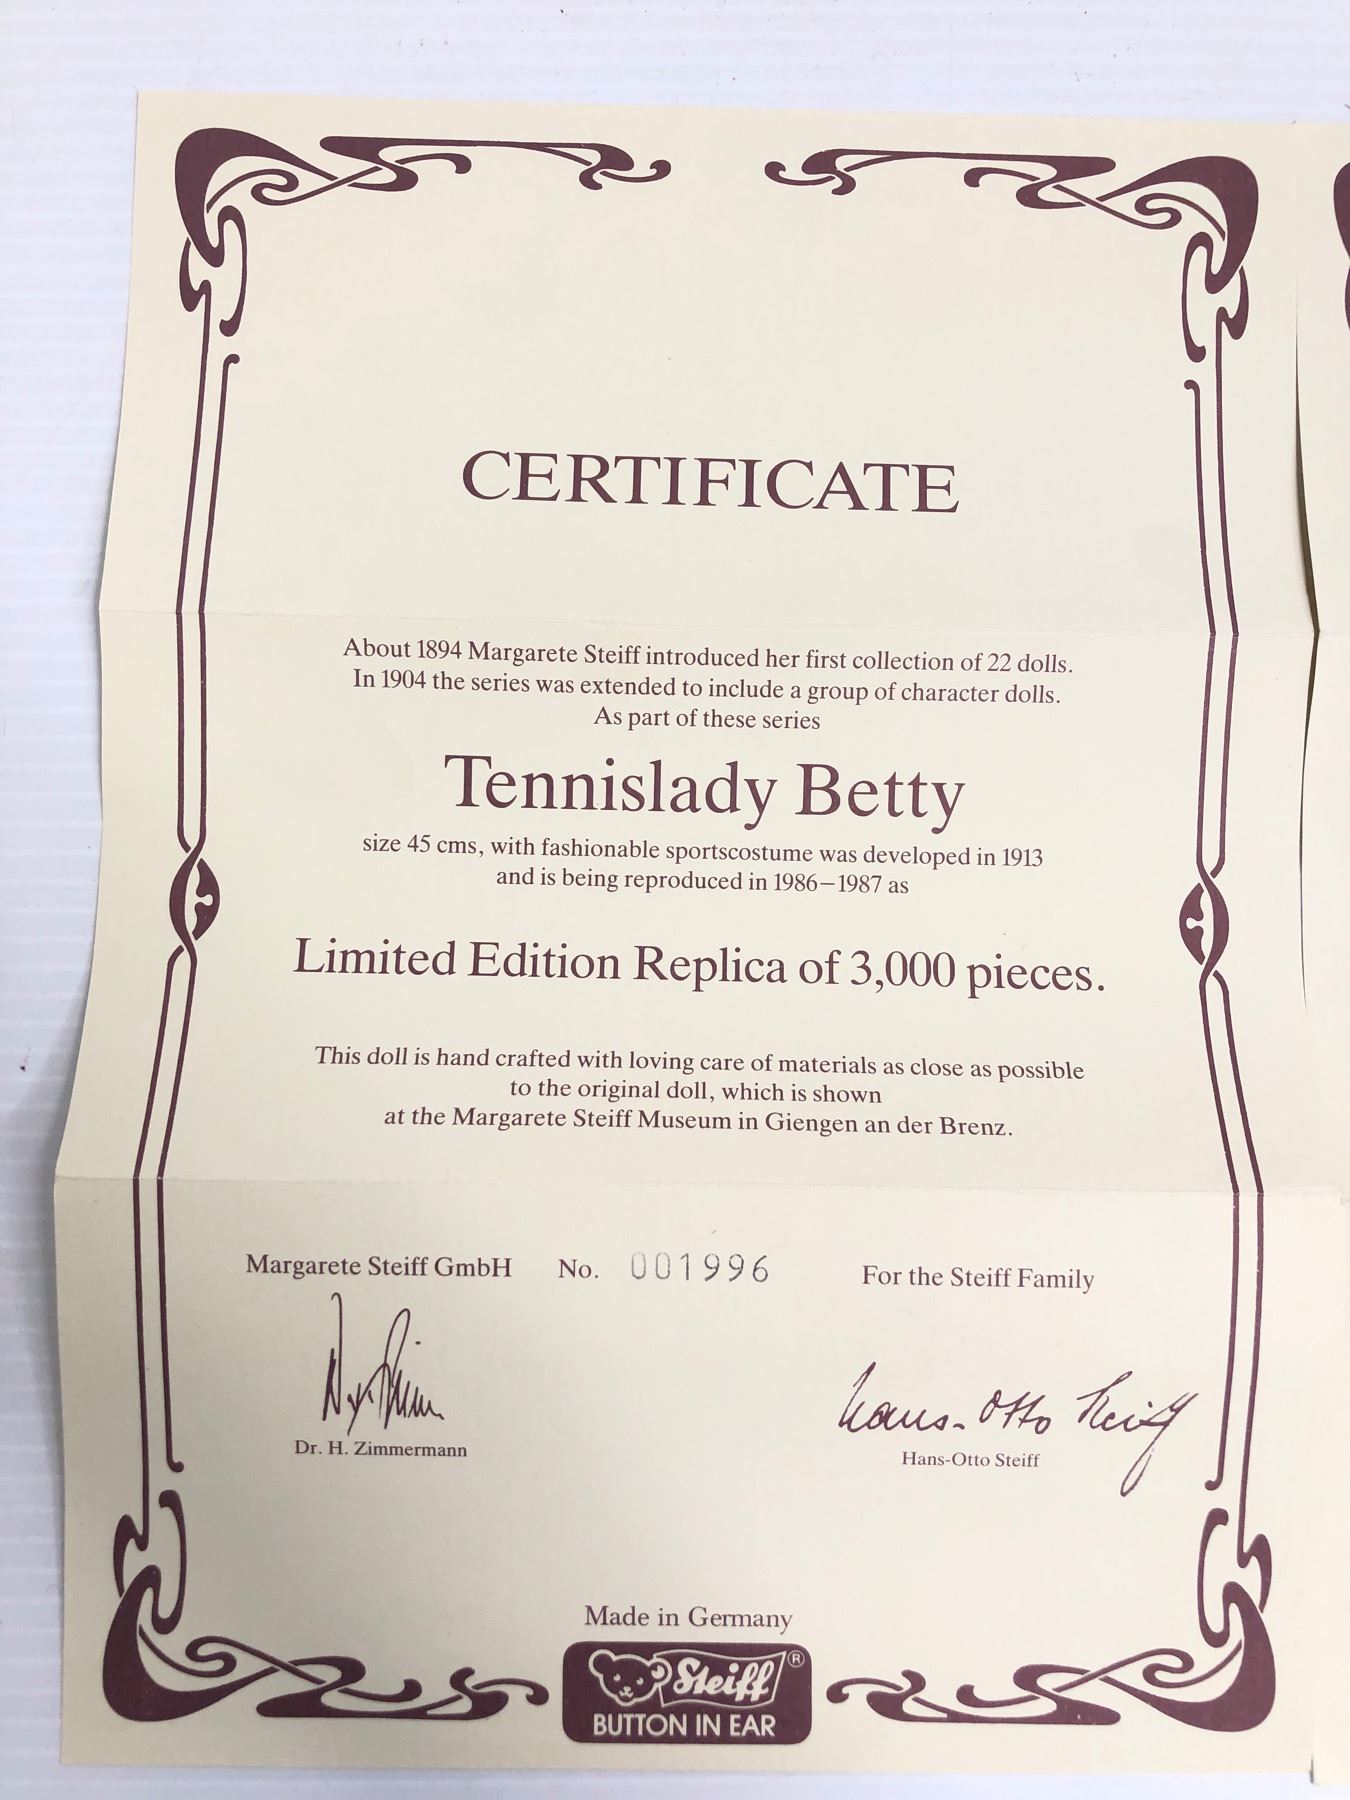 CERTIFICATE
About 1894 Margarete Steiff introduced her first collection of 22 dolls.
In 1904 the series was extended to include a group of character dolls.
As part of these series
Tennislady Betty
size 45 cms, with fashionable sportscostume was developed in 1913
and is being reproduced in 1986–1987 as
Limited Edition Replica of 3,000 pieces.
This doll is hand crafted with loving care of materials as close as possible
to the original doll, which is shown
at the Margarete Steiff Museum in Giengen an der Brenz.
Margarete Steiff GmbH No. 001996 For the Steiff Family
Hans-Otto Steiff
Dr. H. Zimmermann Hans-Otto Steiff
Made in Germany
Steiff ®
BUTTON IN EAR